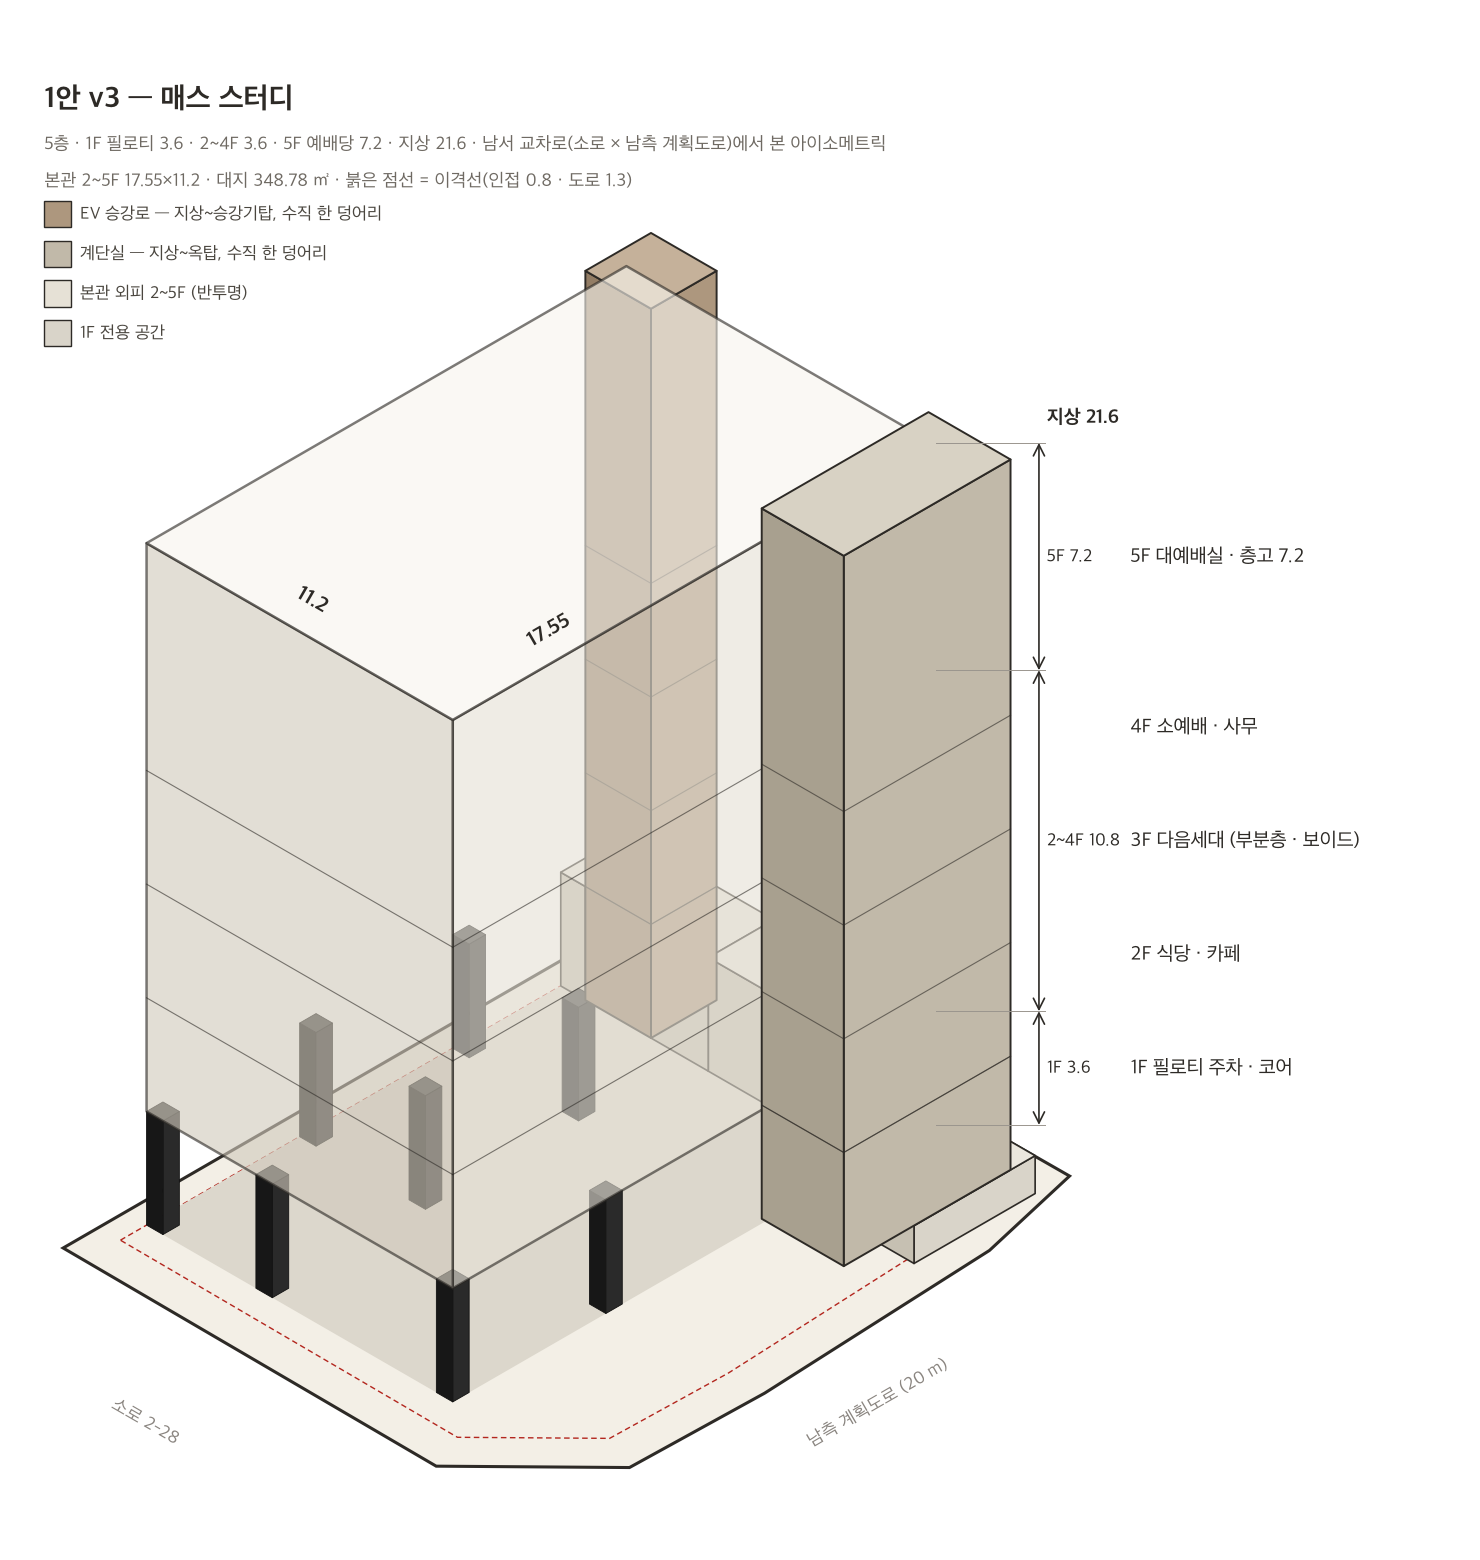 1안 v3 — 매스 스터디
5층 · 1F 필로티 3.6 · 2~4F 3.6 · 5F 예배당 7.2 · 지상 21.6 · 남서 교차로(소로 × 남측 계획도로)에서 본 아이소메트릭
본관 2~5F 17.55×11.2 · 대지 348.78 ㎡ · 붉은 점선 = 이격선(인접 0.8 · 도로 1.3)
EV 승강로 — 지상~승강기탑, 수직 한 덩어리
계단실 — 지상~옥탑, 수직 한 덩어리
본관 외피 2~5F (반투명)
1F 전용 공간
지상 21.6
5F 7.2
5F 대예배실 · 층고 7.2
11.2
17.55
4F 소예배 · 사무
2~4F 10.8
3F 다음세대 (부분층 · 보이드)
2F 식당 · 카페
1F 3.6
1F 필로티 주차 · 코어
소로 2-28
남측 계획도로 (20 m)